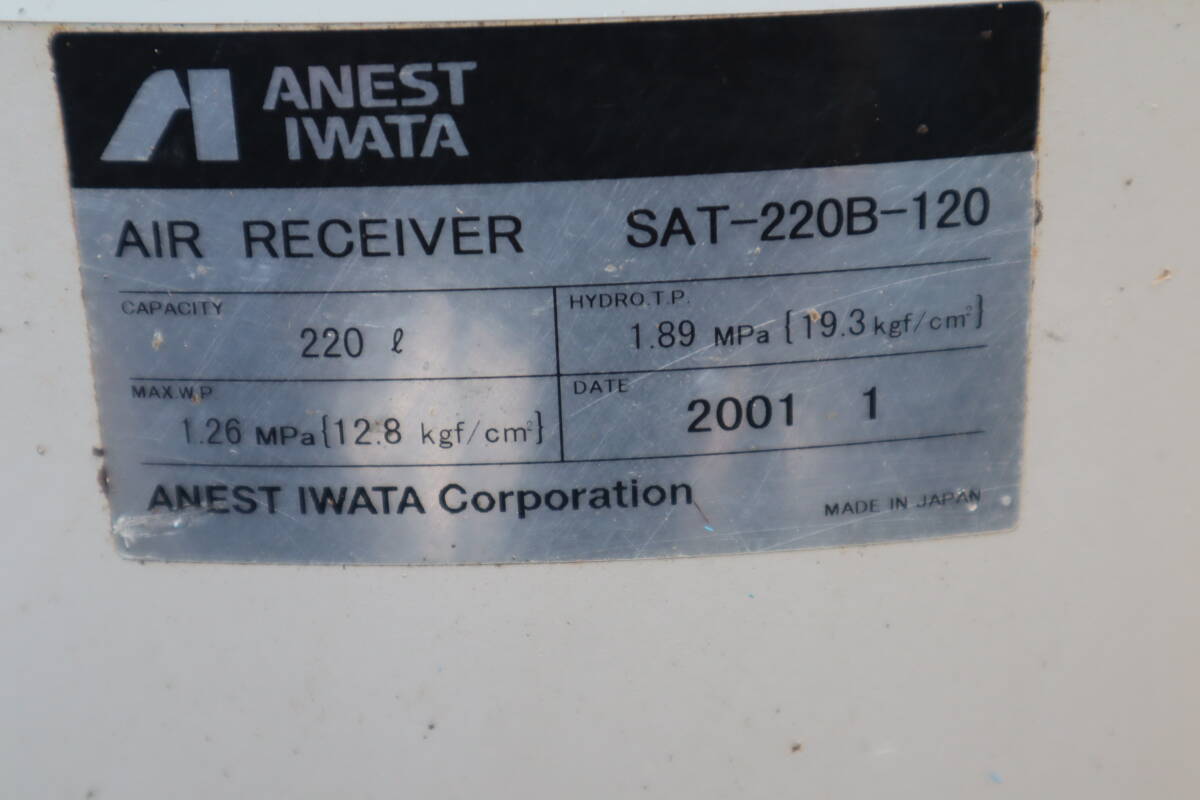 ANEST
IWATA
AIR RECEIVER SAT-220B-120
CAPACITY
220 ℓ
HYDRO.T.P.
1.89 MPa {19.3 kgf/cm²}
MAX.W.P
1.26 MPa {12.8 kgf/cm²}
DATE
2001 1
ANEST IWATA Corporation
MADE IN JAPAN